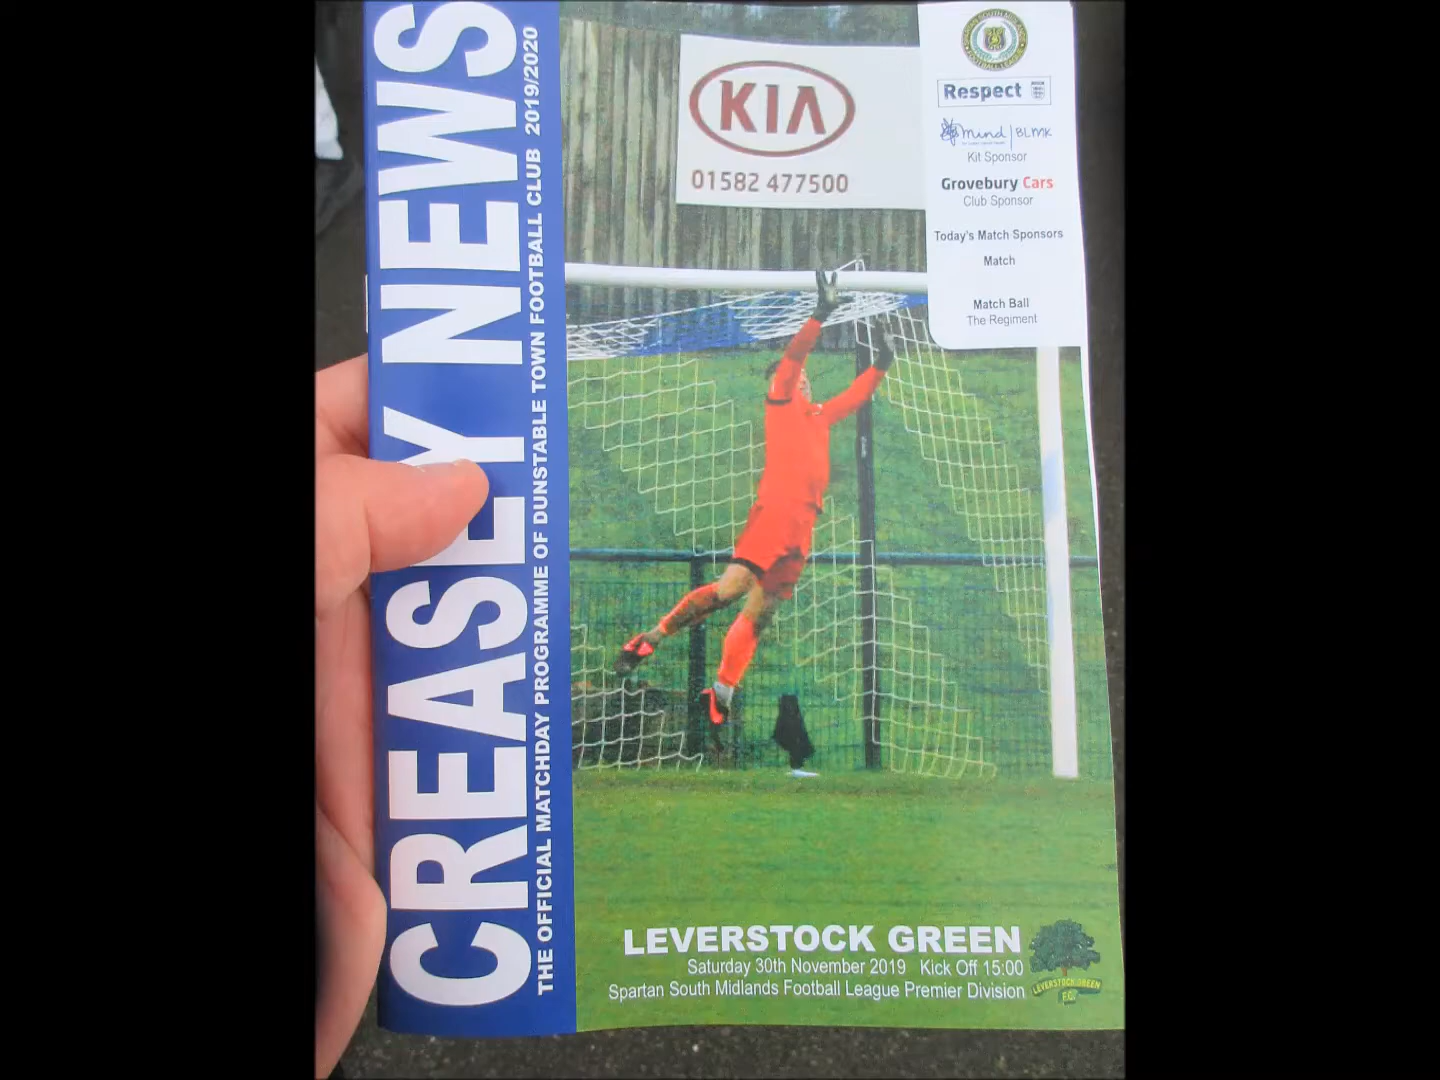 CREASEY NEWS
THE OFFICIAL MATCHDAY PROGRAMME OF DUNSTABLE TOWN FOOTBALL CLUB 2019/2020
KIA
01582 477500
Respect
mind | BLMK
Kit Sponsor
Grovebury Cars
Club Sponsor
Today's Match Sponsors
Match
Match Ball
The Regiment
LEVERSTOCK GREEN
Saturday 30th November 2019 Kick Off 15:00
Spartan South Midlands Football League Premier Division
LEVERSTOCK GREEN
F.C.